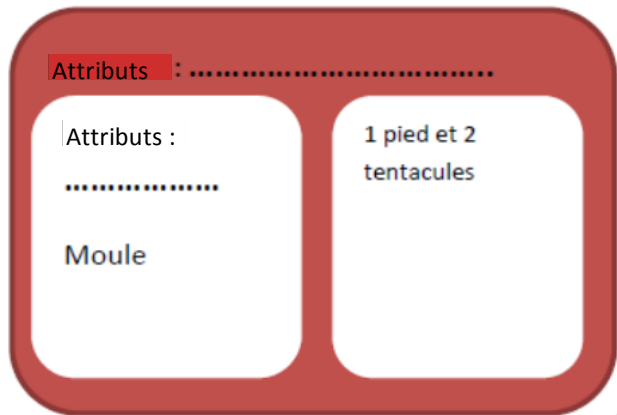 Attributs : ……………………………..
Attributs :
………………
Moule
1 pied et 2
tentacules